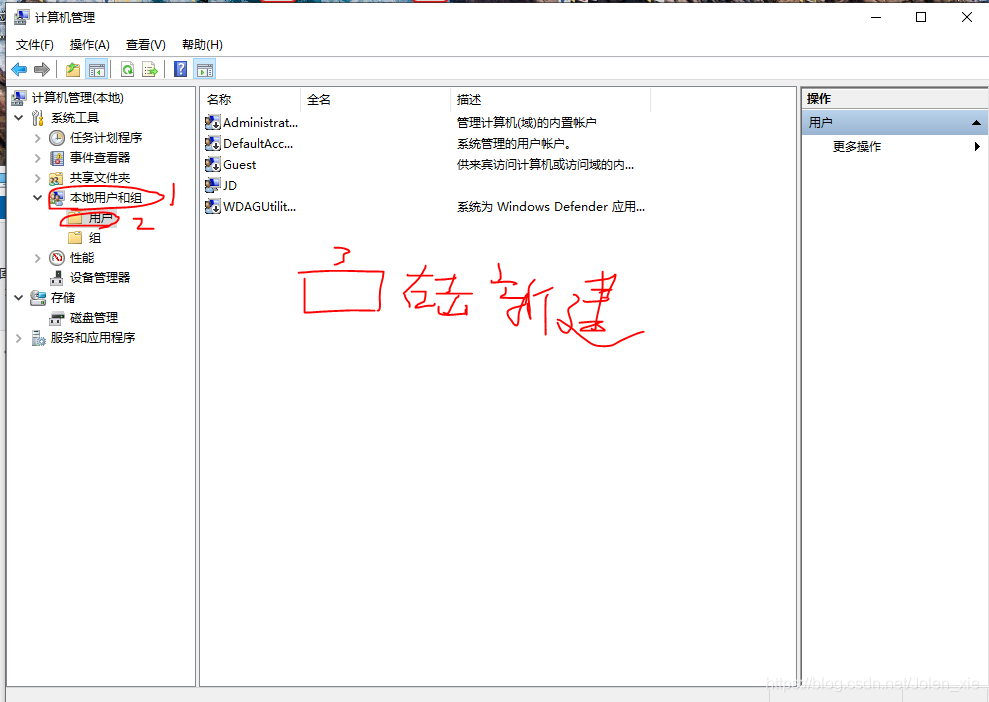 计算机管理
文件(F) 操作(A) 查看(V) 帮助(H)
计算机管理(本地)
系统工具
任务计划程序
事件查看器
共享文件夹
本地用户和组 1
用户 2
组
性能
设备管理器
存储
磁盘管理
服务和应用程序
名称 全名 描述
Administrat... 管理计算机(域)的内置帐户
DefaultAcc... 系统管理的用户帐户。
Guest 供来宾访问计算机或访问域的内...
JD
WDAGUtilit... 系统为 Windows Defender 应用...
3
右击新建
操作
用户
更多操作
https://blog.csdn.net/Jolen_xie